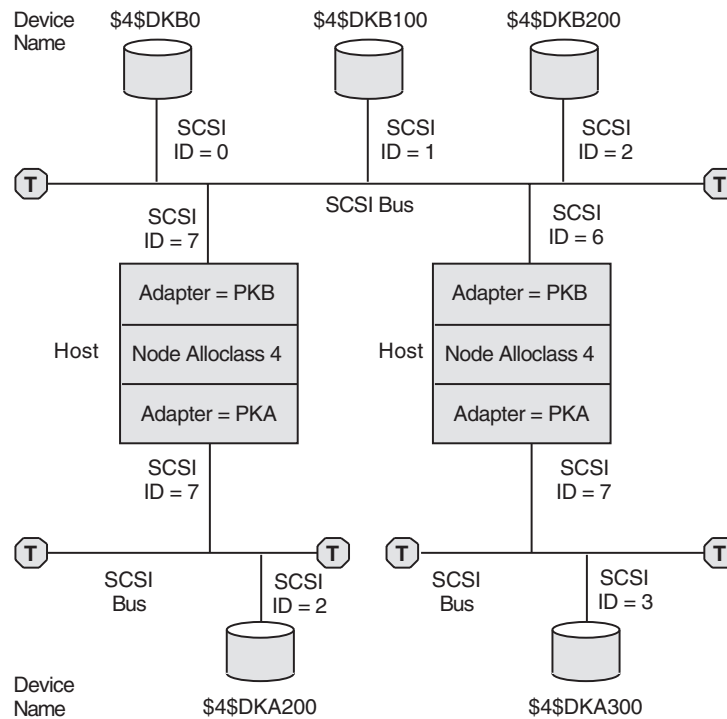 Device
Name
$4$DKB0
$4$DKB100
$4$DKB200
SCSI
ID = 0
SCSI
ID = 1
SCSI
ID = 2
T
T
SCSI Bus
SCSI
ID = 7
SCSI
ID = 6
Adapter = PKB
Adapter = PKB
Host
Node Alloclass 4
Host
Node Alloclass 4
Adapter = PKA
Adapter = PKA
SCSI
ID = 7
SCSI
ID = 7
T
T
T
T
SCSI
Bus
SCSI
ID = 2
SCSI
Bus
SCSI
ID = 3
Device
Name
$4$DKA200
$4$DKA300